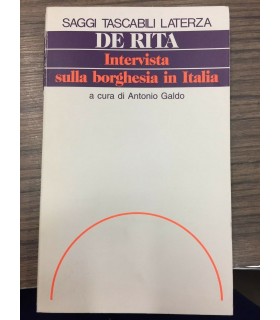 SAGGI TASCABILI LATERZA
DE RITA
Intervista
sulla borghesia in Italia
a cura di Antonio Galdo